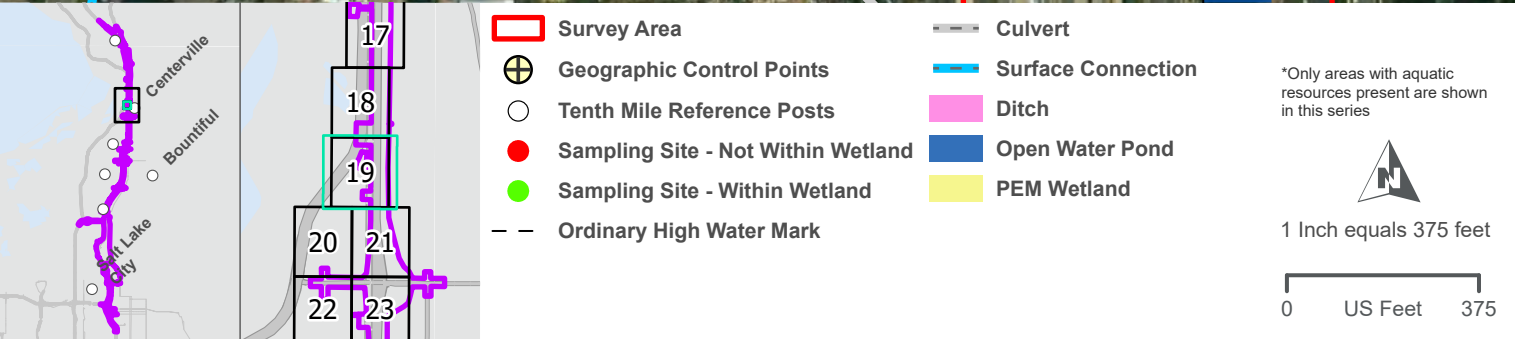 Centerville
Bountiful
Salt Lake
City
17
18
19
20
21
22
23
Survey Area
Geographic Control Points
Tenth Mile Reference Posts
Sampling Site - Not Within Wetland
Sampling Site - Within Wetland
Ordinary High Water Mark
Culvert
Surface Connection
Ditch
Open Water Pond
PEM Wetland
*Only areas with aquatic
resources present are shown
in this series
N
1 Inch equals 375 feet
0 US Feet 375